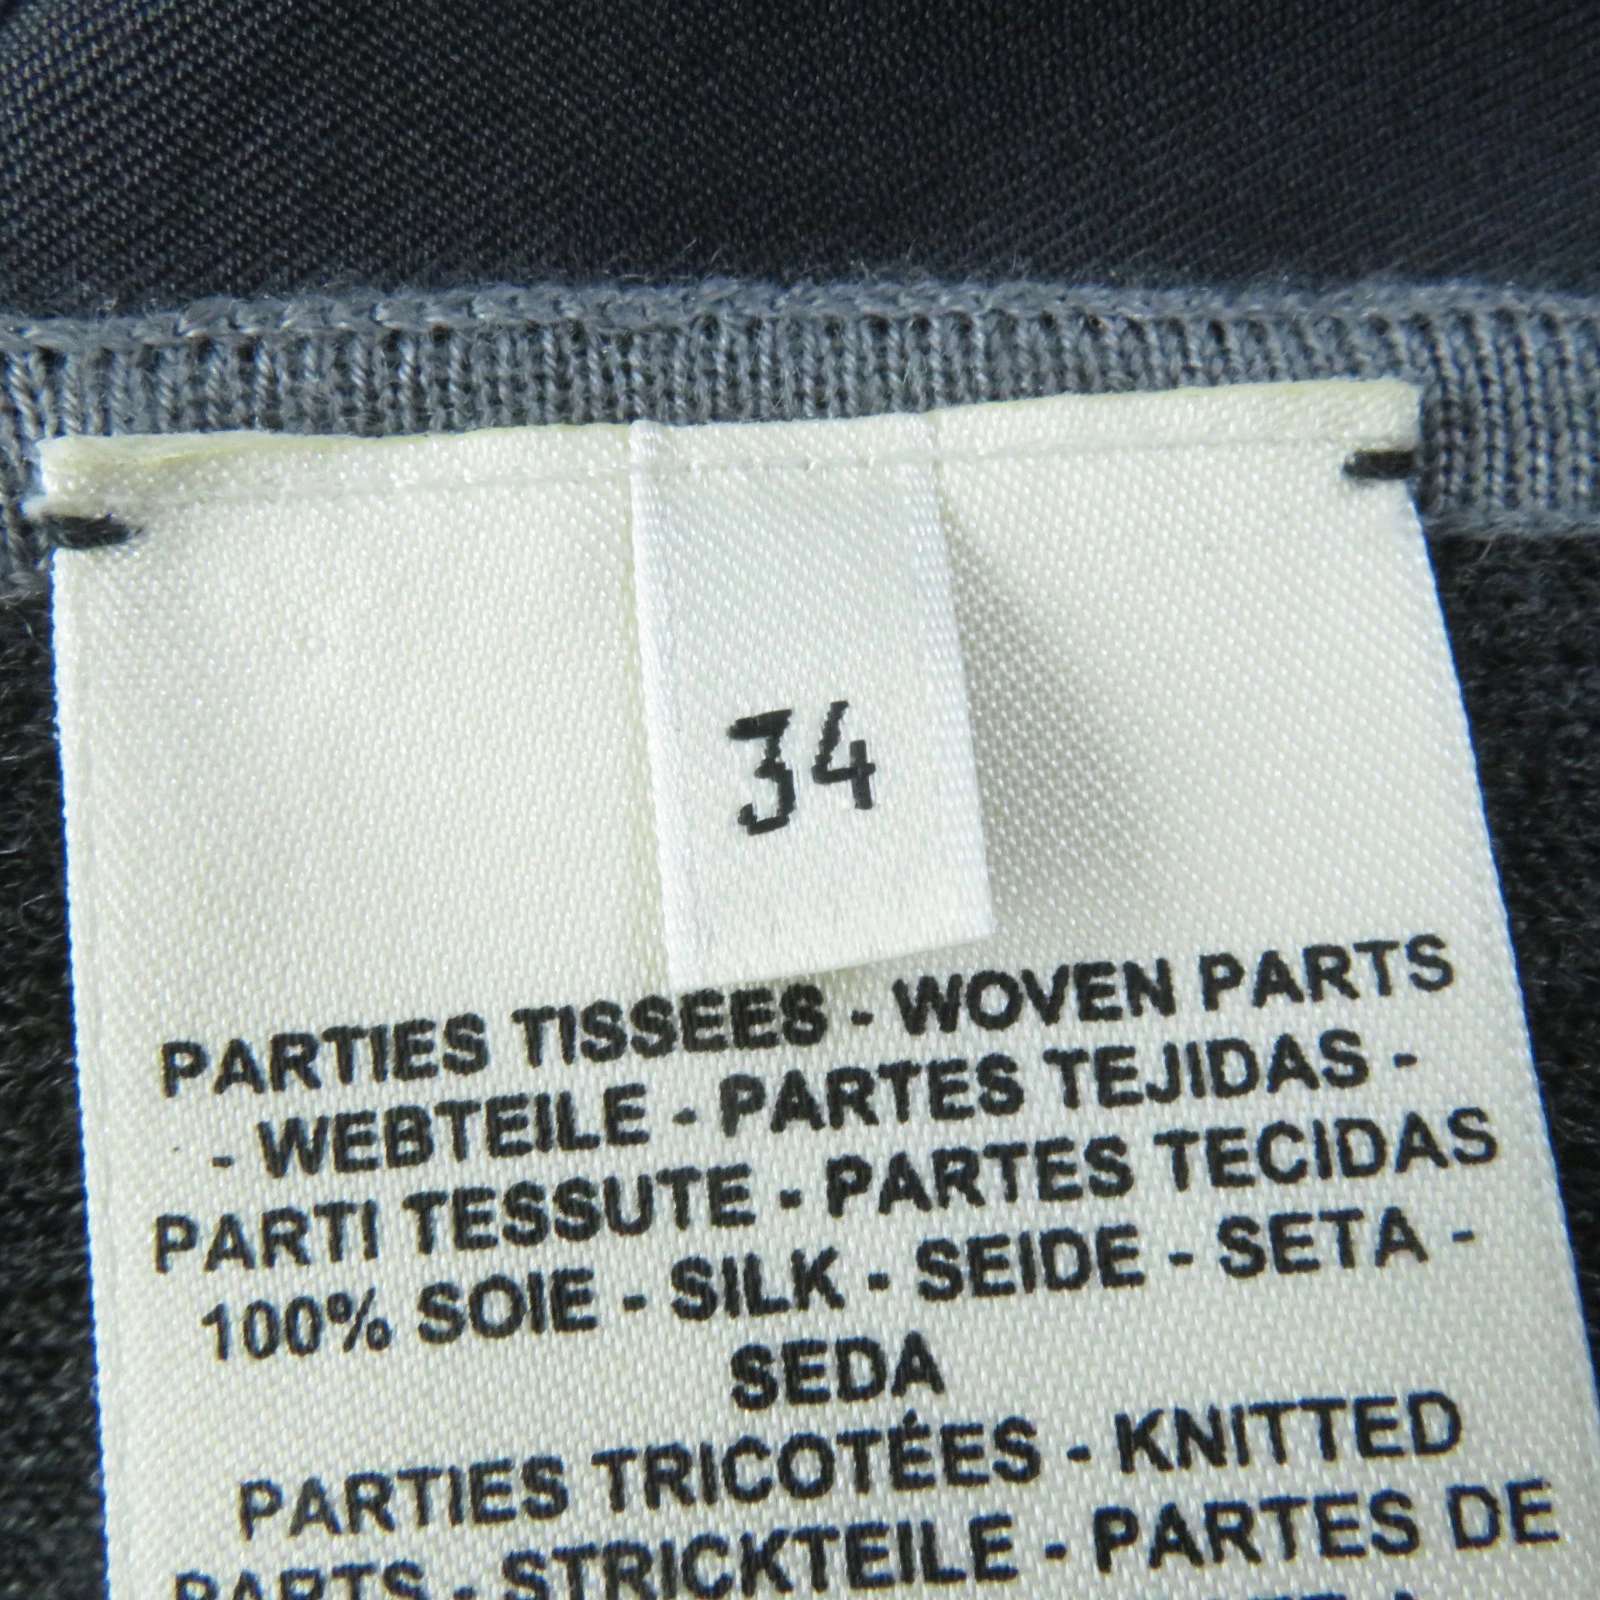 34
PARTIES TISSEES - WOVEN PARTS
- WEBTEILE - PARTES TEJIDAS -
PARTI TESSUTE - PARTES TECIDAS
100% SOIE - SILK - SEIDE - SETA -
SEDA
PARTIES TRICOTÉES - KNITTED
PARTS - STRICKTEILE - PARTES DE